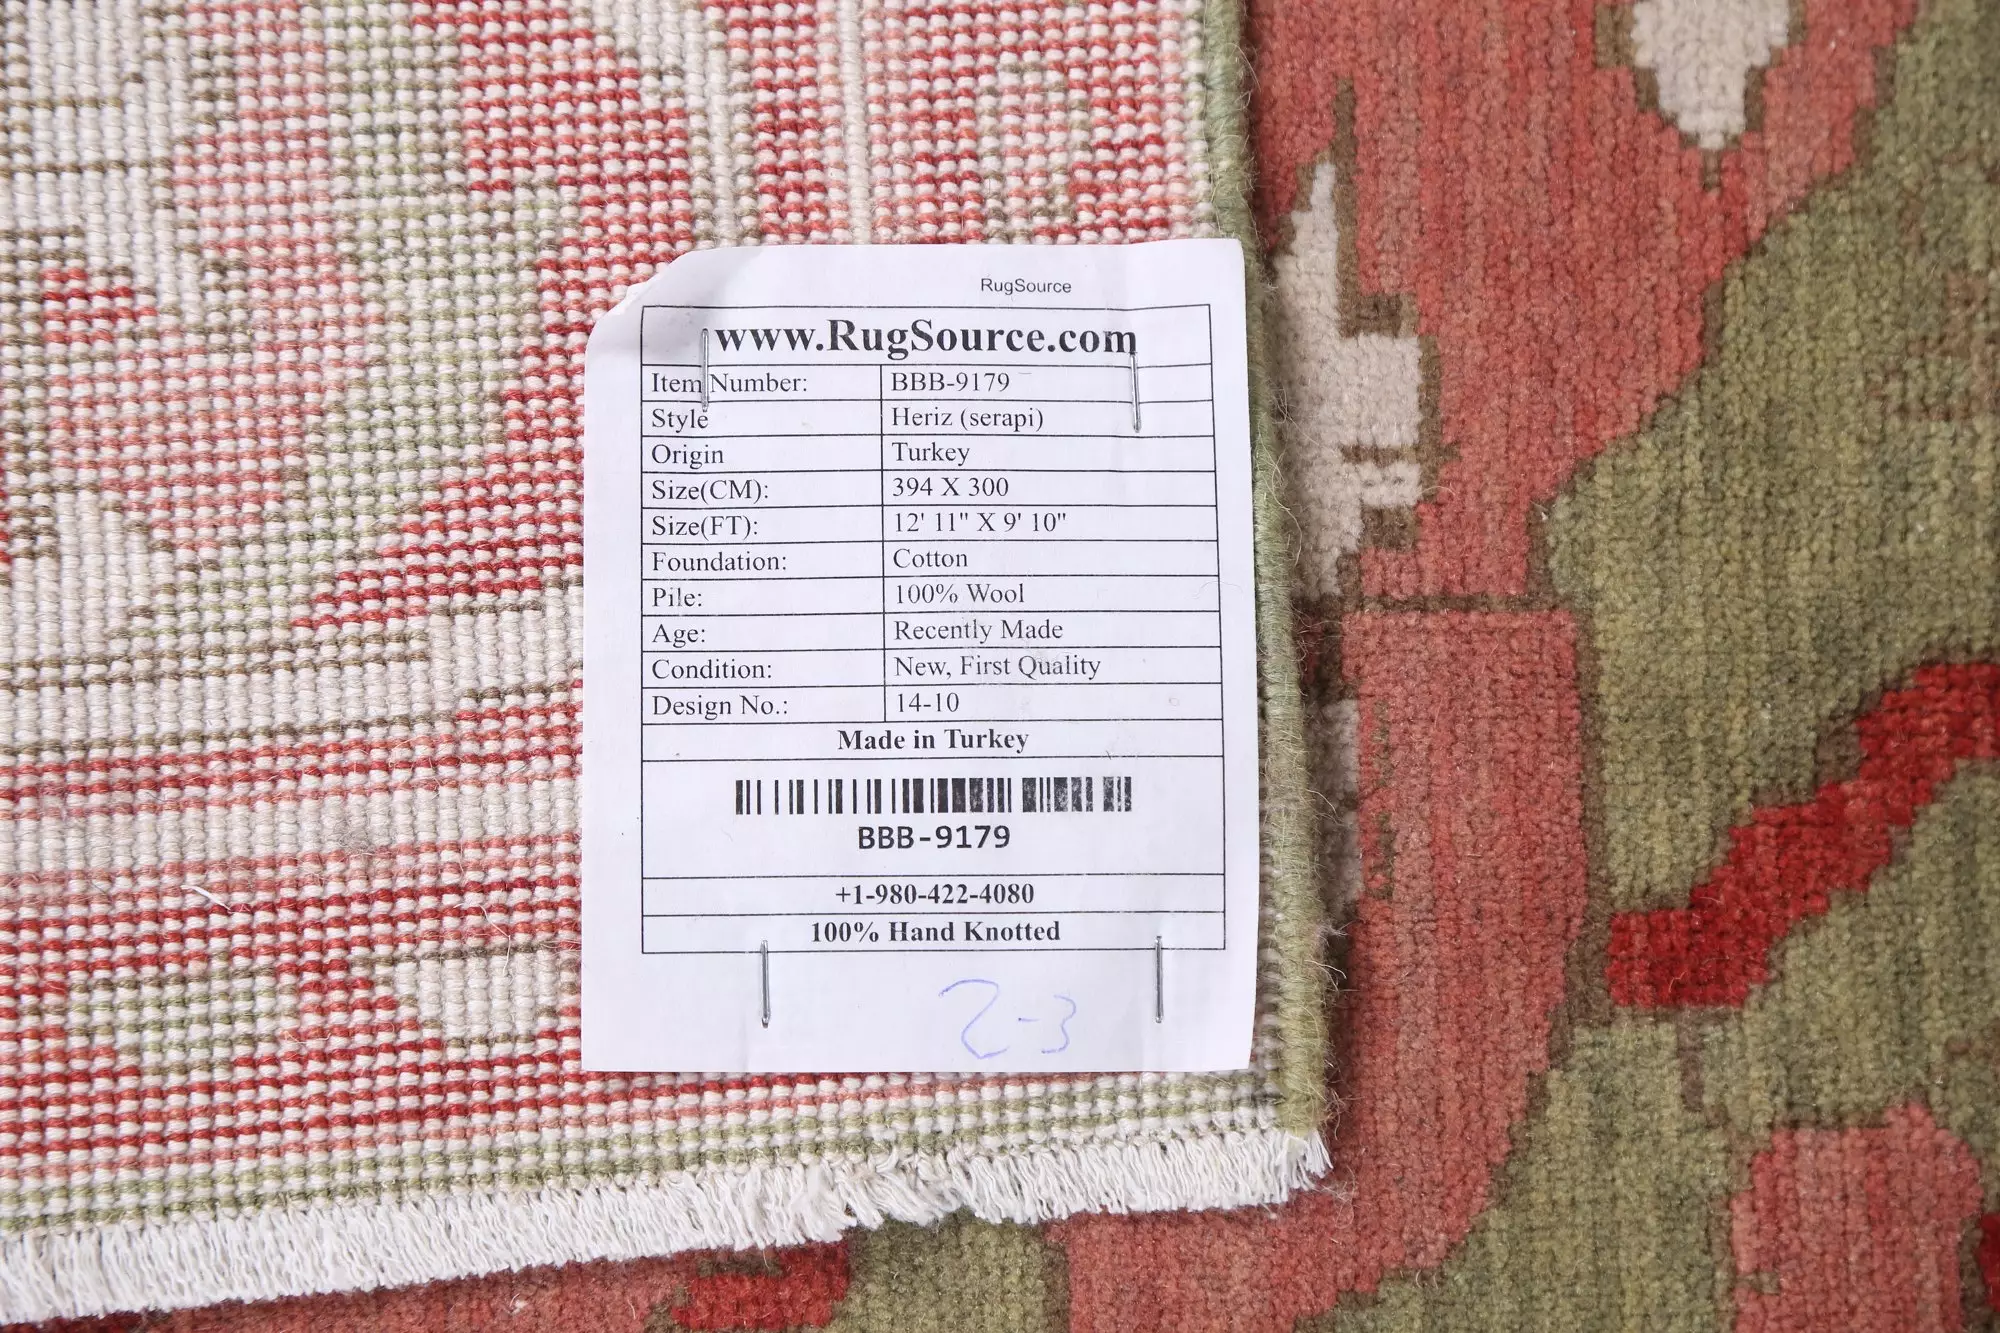 RugSource
www.RugSource.com
Item Number: BBB-9179
Style Heriz (serapi)
Origin Turkey
Size(CM): 394 X 300
Size(FT): 12' 11" X 9' 10"
Foundation: Cotton
Pile: 100% Wool
Age: Recently Made
Condition: New, First Quality
Design No.: 14-10
Made in Turkey
BBB-9179
+1-980-422-4080
100% Hand Knotted
2-3